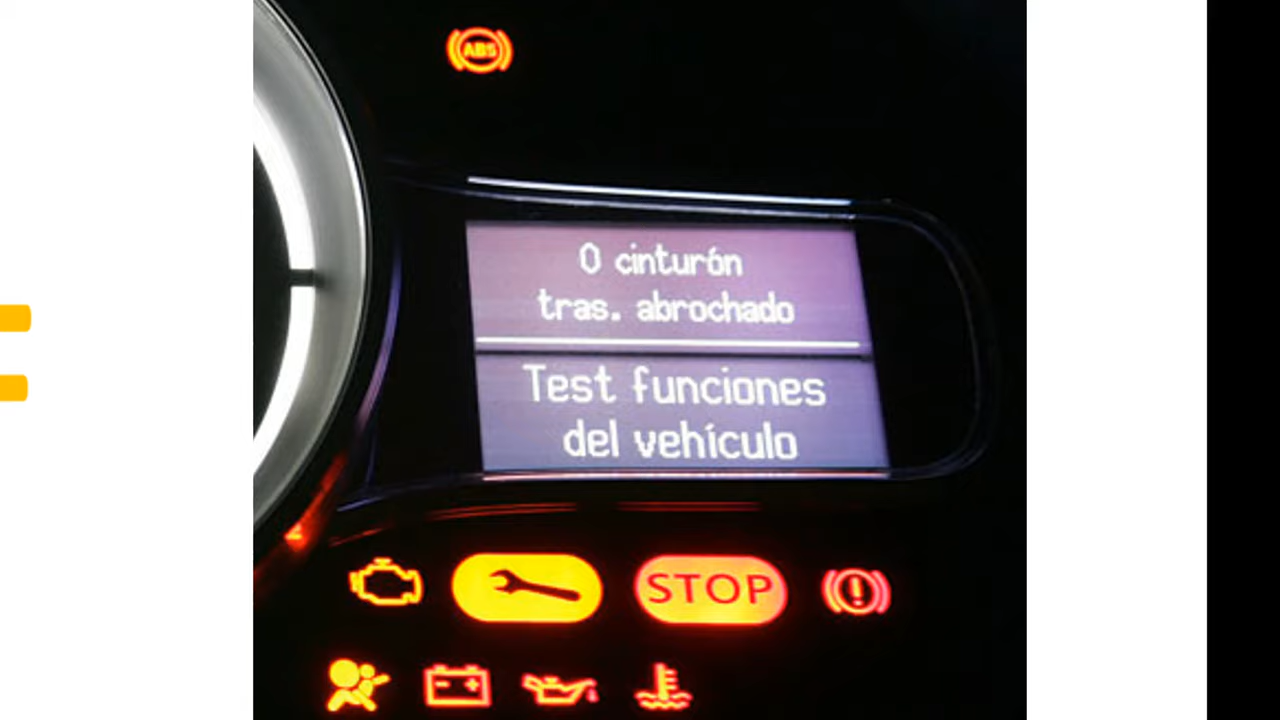 ABS
0 cinturón
tras. abrochado
Test funciones
del vehículo
STOP